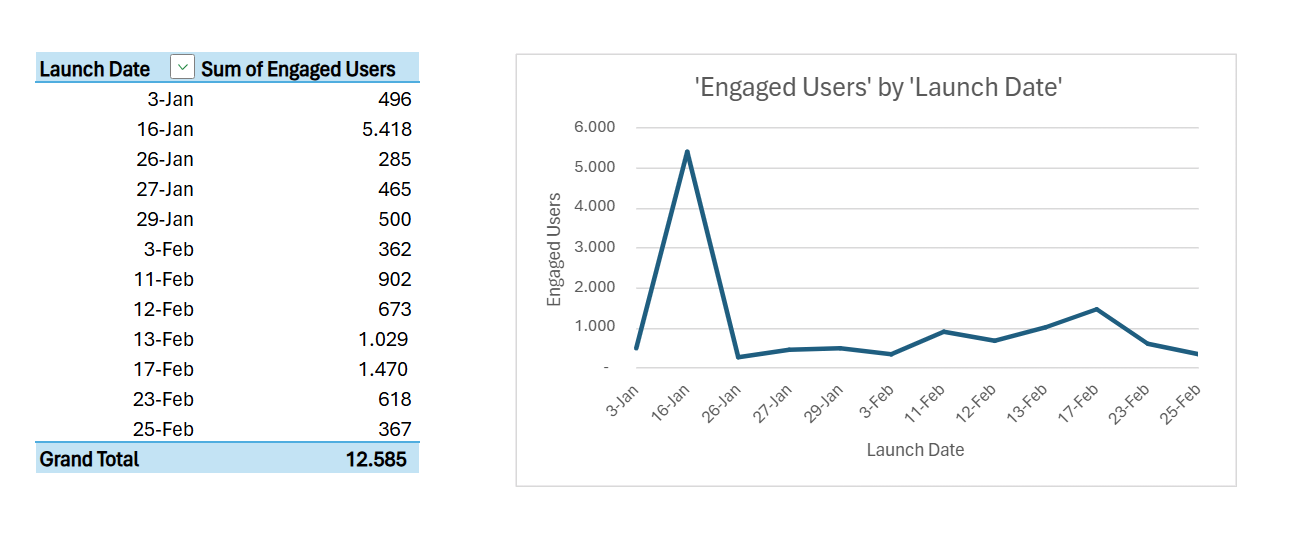 Launch Date Sum of Engaged Users
3-Jan 496
16-Jan 5.418
26-Jan 285
27-Jan 465
29-Jan 500
3-Feb 362
11-Feb 902
12-Feb 673
13-Feb 1.029
17-Feb 1.470
23-Feb 618
25-Feb 367
Grand Total 12.585
'Engaged Users' by 'Launch Date'
Engaged Users
6.000
5.000
4.000
3.000
2.000
1.000
-
3-Jan 16-Jan 26-Jan 27-Jan 29-Jan 3-Feb 11-Feb 12-Feb 13-Feb 17-Feb 23-Feb 25-Feb
Launch Date